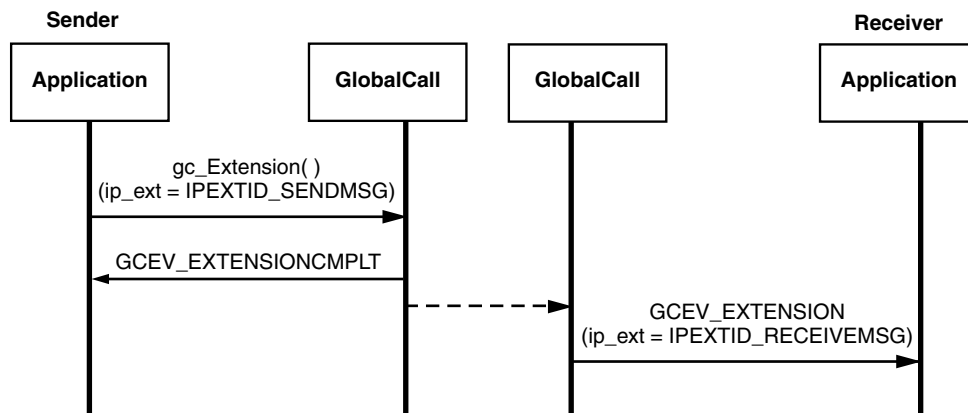 Sender
Receiver
Application
GlobalCall
GlobalCall
Application
gc_Extension( )
(ip_ext = IPEXTID_SENDMSG)
GCEV_EXTENSIONCMPLT
GCEV_EXTENSION
(ip_ext = IPEXTID_RECEIVEMSG)